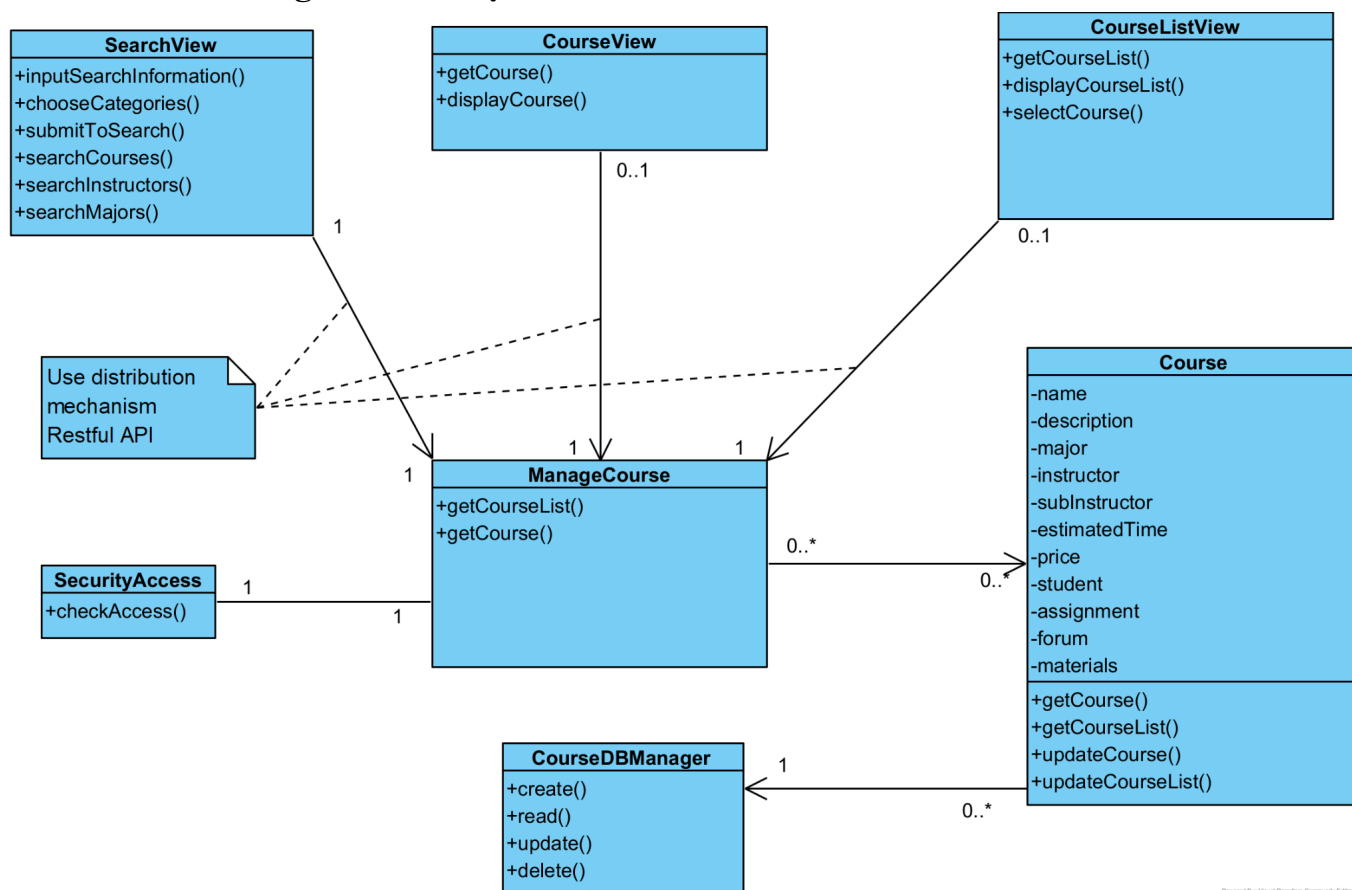 SearchView
+inputSearchInformation()
+chooseCategories()
+submitToSearch()
+searchCourses()
+searchInstructors()
+searchMajors()
CourseView
+getCourse()
+displayCourse()
CourseListView
+getCourseList()
+displayCourseList()
+selectCourse()
1
0..1
0..1
Use distribution
mechanism
Restful API
1
1
1
ManageCourse
+getCourseList()
+getCourse()
SecurityAccess
+checkAccess()
1
1
0..*
0..*
Course
-name
-description
-major
-instructor
-subInstructor
-estimatedTime
-price
-student
-assignment
-forum
-materials
+getCourse()
+getCourseList()
+updateCourse()
+updateCourseList()
CourseDBManager
+create()
+read()
+update()
+delete()
1
0..*